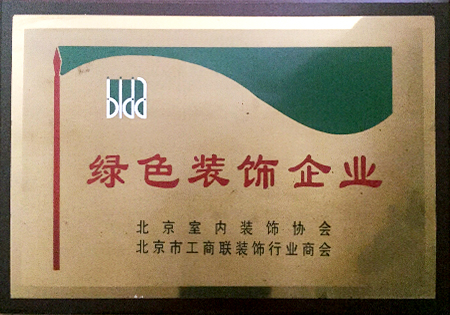 bida
绿色装饰企业
北京室内装饰协会
北京市工商联装饰行业商会